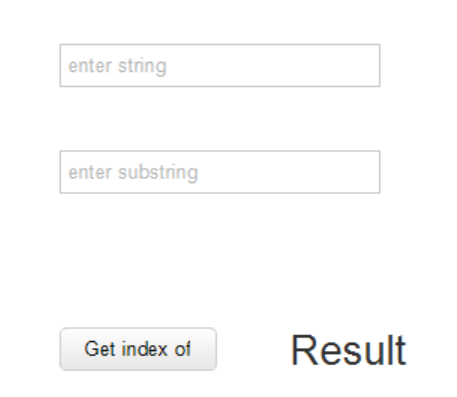 enter string
enter substring
Get index of
Result